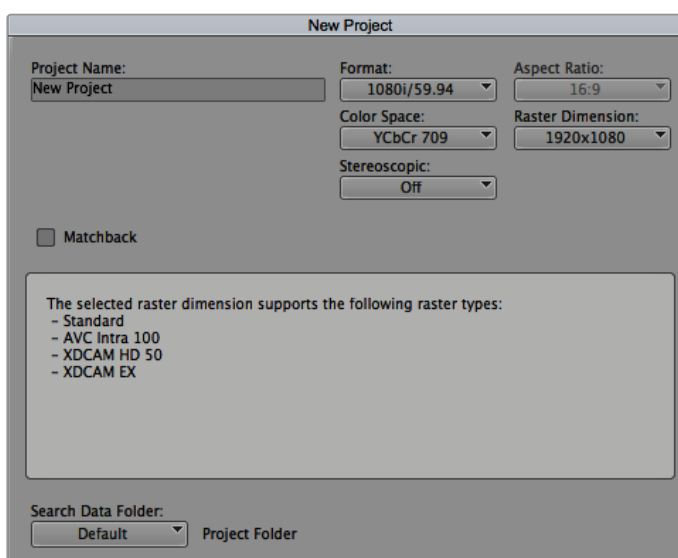 New Project
Project Name:
New Project
Format:
1080i/59.94
Aspect Ratio:
16:9
Color Space:
YCbCr 709
Raster Dimension:
1920x1080
Stereoscopic:
Off
Matchback
The selected raster dimension supports the following raster types:
- Standard
- AVC Intra 100
- XDCAM HD 50
- XDCAM EX
Search Data Folder:
Default
Project Folder